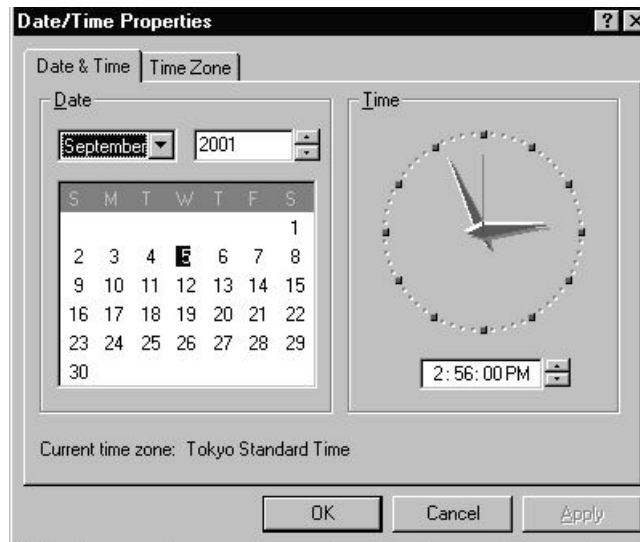 Date/Time Properties
Date & Time Time Zone
Date
Time
September 2001
S M T W T F S
1
2 3 4 5 6 7 8
9 10 11 12 13 14 15
16 17 18 19 20 21 22
23 24 25 26 27 28 29
30
2:56:00 PM
Current time zone: Tokyo Standard Time
OK Cancel Apply